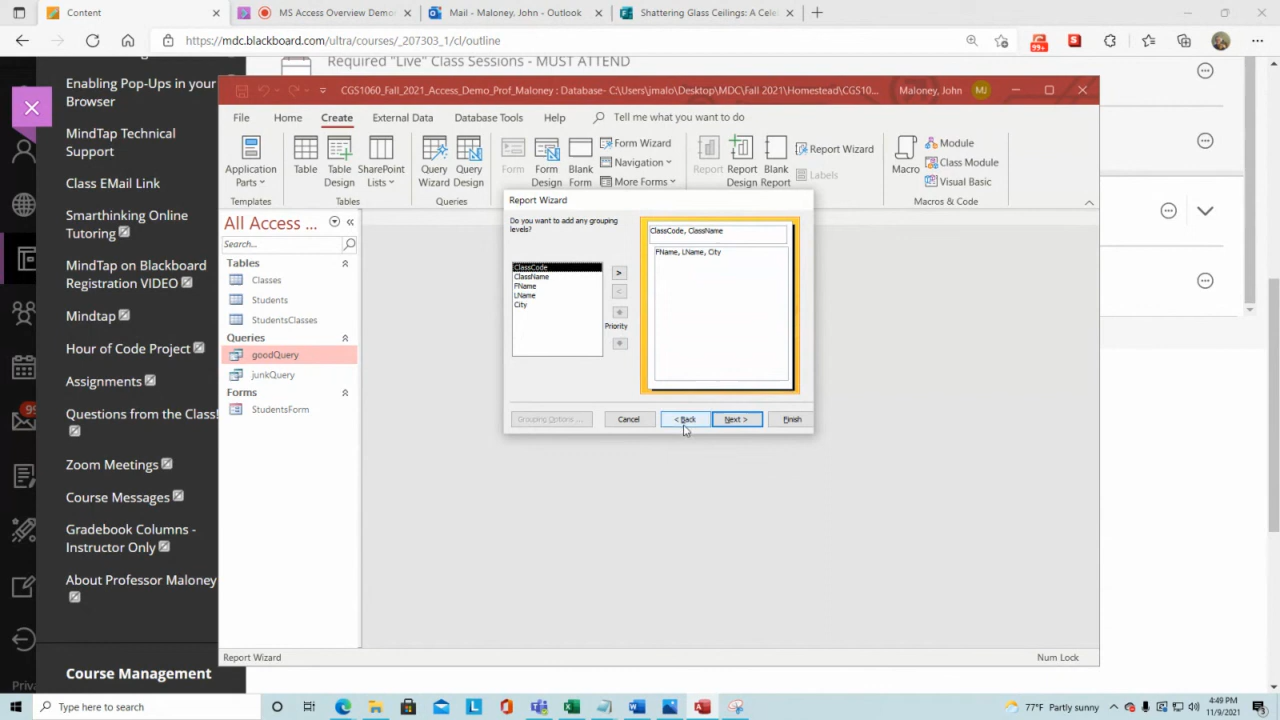 Content
MS Access Overview Demo
Mail - Maloney, John - Outlook
Shattering Glass Ceilings: A Cele
https://mdc.blackboard.com/ultra/courses/_207303_1/cl/outline
99+
Required "Live" Class Sessions - MUST ATTEND
Enabling Pop-Ups in your
Browser
MindTap Technical
Support
Class EMail Link
Smarthinking Online
Tutoring
MindTap on Blackboard
Registration VIDEO
Mindtap
Hour of Code Project
Assignments
Questions from the Class!
Zoom Meetings
Course Messages
Gradebook Columns -
Instructor Only
About Professor Maloney
Course Management
Priv
99
CGS1060_Fall_2021_Access_Demo_Prof_Maloney : Database- C:\Users\jmalo\Desktop\MDC\Fall 2021\Homestead\CGS10...
Maloney, John
MJ
File
Home
Create
External Data
Database Tools
Help
Tell me what you want to do
Application
Parts
Table
Table
Design
SharePoint
Lists
Query
Wizard
Query
Design
Form
Form
Design
Blank
Form
Form Wizard
Navigation
More Forms
Report
Report
Design
Blank
Report
Report Wizard
Labels
Macro
Module
Class Module
Visual Basic
Templates
Tables
Queries
Macros & Code
All Access ...
Search...
Tables
Classes
Students
StudentsClasses
Queries
goodQuery
junkQuery
Forms
StudentsForm
Report Wizard
Do you want to add any grouping
levels?
ClassCode
ClassName
FName
LName
City
>
<
Priority
ClassCode, ClassName
FName, LName, City
Grouping Options ...
Cancel
< Back
Next >
Finish
Report Wizard
Num Lock
Type here to search
77°F Partly sunny
4:49 PM
11/9/2021
3